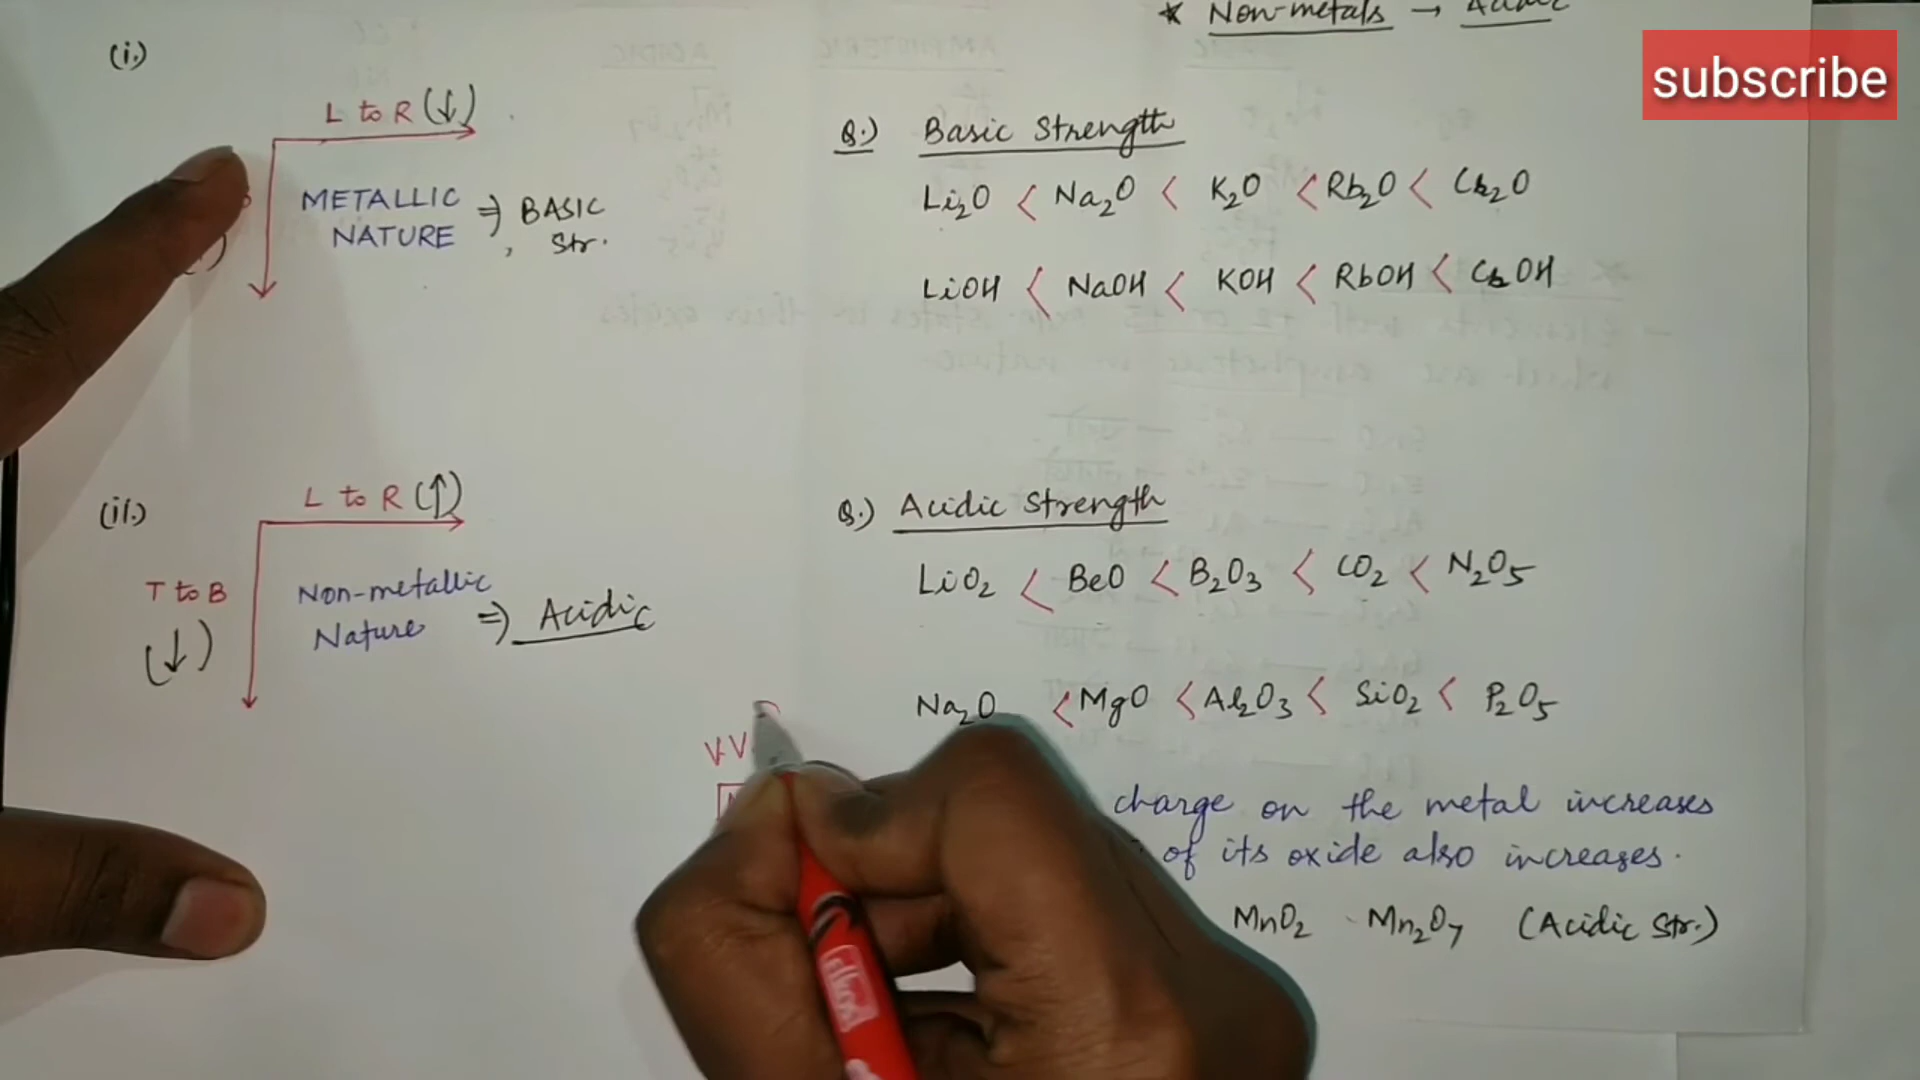 * Non-metals → Acidic
subscribe
(i.)
L to R (↓)
METALLIC
NATURE ⇒ BASIC
Str.
Q.) Basic Strength
Li₂O < Na₂O < K₂O < Rb₂O < Cs₂O
LiOH < NaOH < KOH < RbOH < CsOH
(ii.)
L to R (↑)
T to B
(↓)
Non-metallic
Nature ⇒ Acidic
Q.) Acidic Strength
LiO₂ < BeO < B₂O₃ < CO₂ < N₂O₅
Na₂O < MgO < Al₂O₃ < SiO₂ < P₂O₅
VV
charge on the metal increases
of its oxide also increases.
MnO₂ Mn₂O₇ (Acidic Str.)
elkos